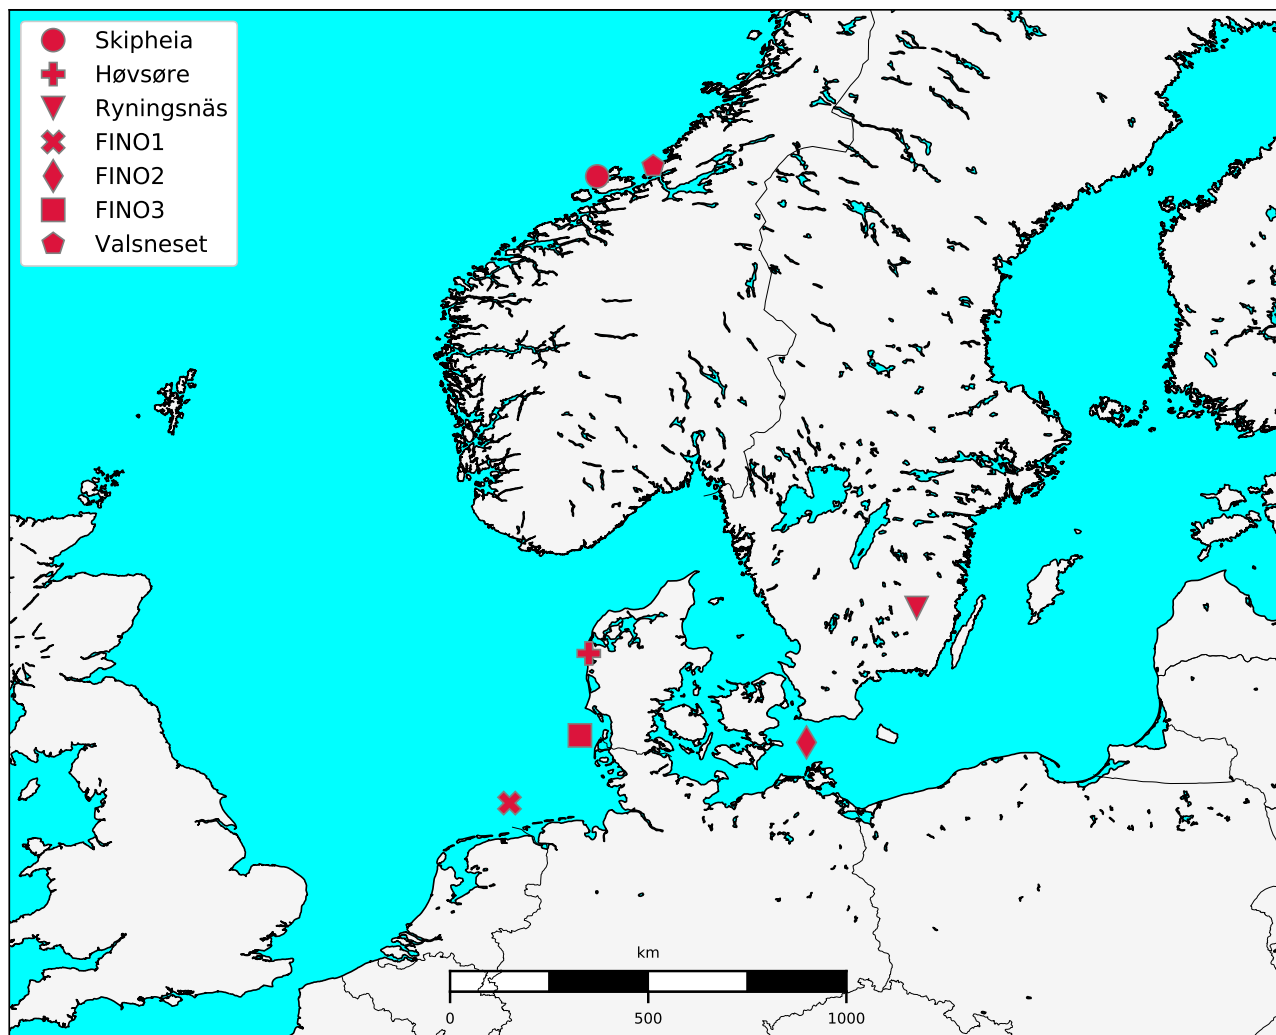 Skipheia
Høvsøre
Ryningsnäs
FINO1
FINO2
FINO3
Valsneset
km
0 500 1000